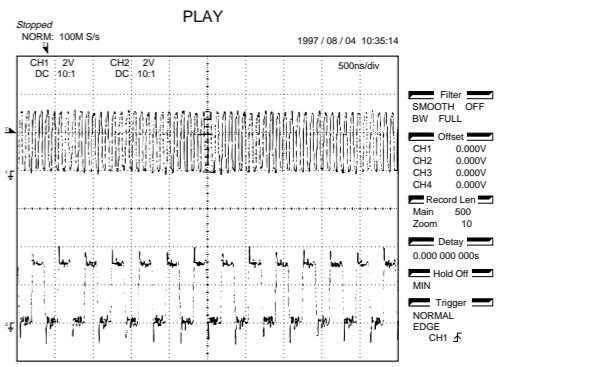 PLAY
Stopped
NORM: 100M S/s
1997 / 08 / 04 10:35:14
CH1 2V
DC 10:1
CH2 2V
DC 10:1
500ns/div
Filter
SMOOTH OFF
BW FULL
Offset
CH1 0.000V
CH2 0.000V
CH3 0.000V
CH4 0.000V
Record Len
Main 500
Zoom 10
Detay
0.000 000 000s
Hold Off
MIN
Trigger
NORMAL
EDGE
CH1